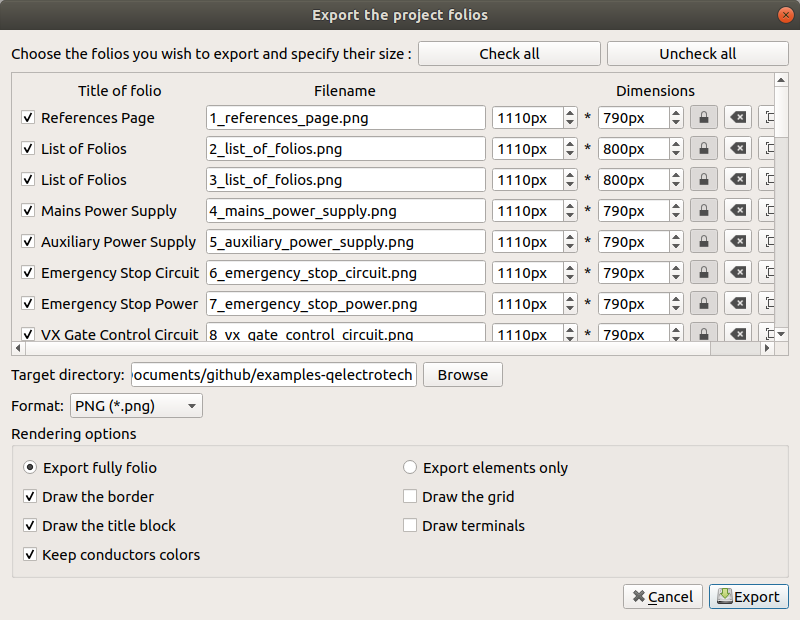 Export the project folios
Choose the folios you wish to export and specify their size : Check all Uncheck all
Title of folio Filename Dimensions
References Page 1_references_page.png 1110px * 790px
List of Folios 2_list_of_folios.png 1110px * 800px
List of Folios 3_list_of_folios.png 1110px * 800px
Mains Power Supply 4_mains_power_supply.png 1110px * 790px
Auxiliary Power Supply 5_auxiliary_power_supply.png 1110px * 790px
Emergency Stop Circuit 6_emergency_stop_circuit.png 1110px * 790px
Emergency Stop Power 7_emergency_stop_power.png 1110px * 790px
VX Gate Control Circuit 8_vx_gate_control_circuit.png 1110px * 790px
Target directory: ocuments/github/examples-qelectrotech Browse
Format: PNG (*.png)
Rendering options
Export fully folio Export elements only
Draw the border Draw the grid
Draw the title block Draw terminals
Keep conductors colors
Cancel Export